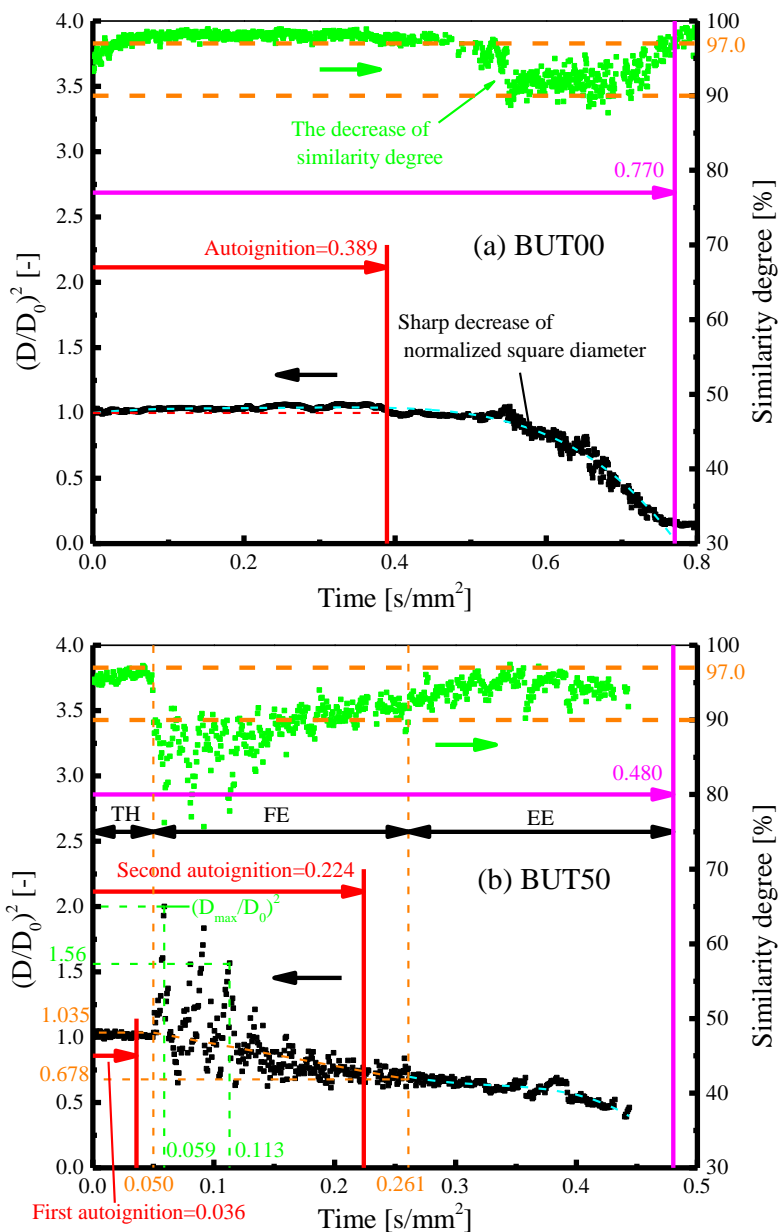 4.0
3.5
3.0
2.5
2.0
1.5
1.0
0.5
0.0
(D/D0)2 [-]
100
97.0
90
80
70
60
50
40
30
Similarity degree [%]
The decrease of
similarity degree
0.770
Autoignition=0.389
(a) BUT00
Sharp decrease of
normalized square diameter
0.0
0.2
0.4
0.6
0.8
Time [s/mm2]
4.0
3.5
3.0
2.5
2.0
1.5
1.0
0.5
0.0
(D/D0)2 [-]
100
97.0
90
80
70
60
50
40
30
Similarity degree [%]
0.480
TH
FE
EE
Second autoignition=0.224
(b) BUT50
(Dmax/D0)2
1.56
1.035
0.678
0.059
0.113
0.050
0.261
0.0
0.1
0.2
0.3
0.4
0.5
First autoignition=0.036
Time [s/mm2]